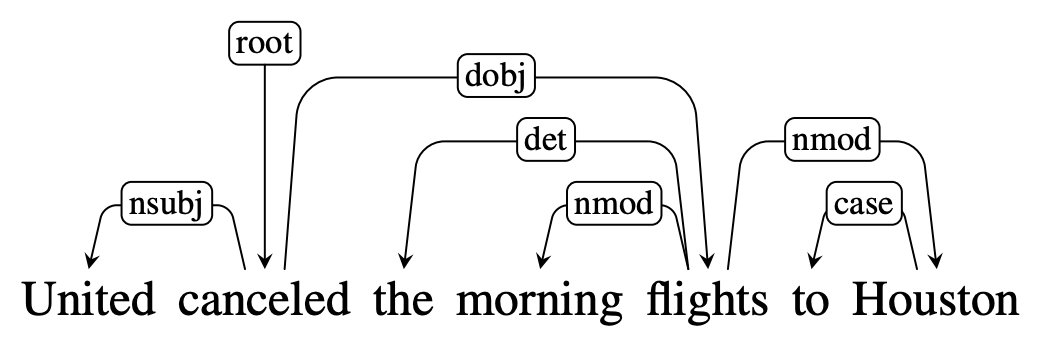 root
dobj
det nmod
nsubj nmod case
United canceled the morning flights to Houston